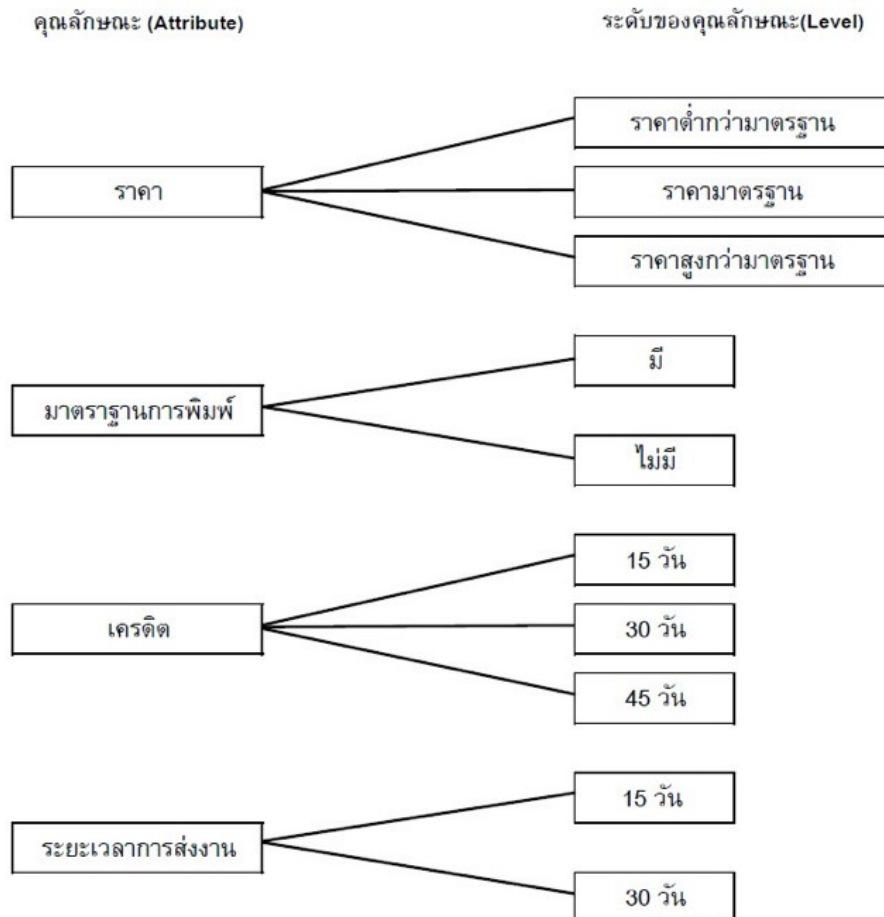 คุณลักษณะ (Attribute)
ระดับของคุณลักษณะ(Level)
ราคา
ราคาต่ำกว่ามาตรฐาน
ราคามาตรฐาน
ราคาสูงกว่ามาตรฐาน
มาตราฐานการพิมพ์
มี
ไม่มี
เครดิต
15 วัน
30 วัน
45 วัน
ระยะเวลาการส่งงาน
15 วัน
30 วัน